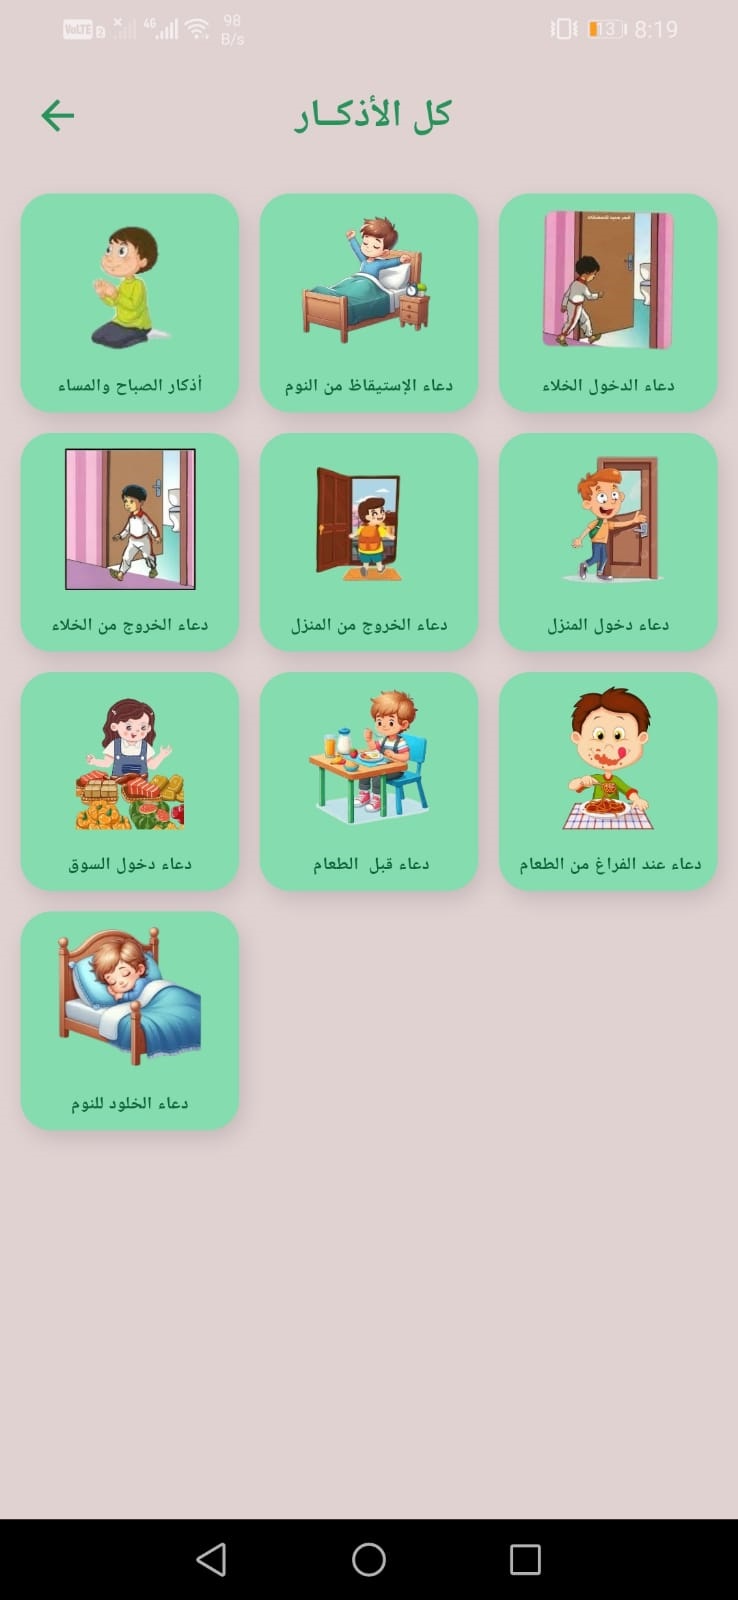 98
4G
B/s
VoLTE 2
13
8:19
كل الأذكـــار
دعاء الدخول الخلاء
دعاء الإستيقاظ من النوم
أذكار الصباح والمساء
دعاء دخول المنزل
دعاء الخروج من المنزل
دعاء الخروج من الخلاء
دعاء عند الفراغ من الطعام
دعاء قبل الطعام
دعاء دخول السوق
دعاء الخلود للنوم